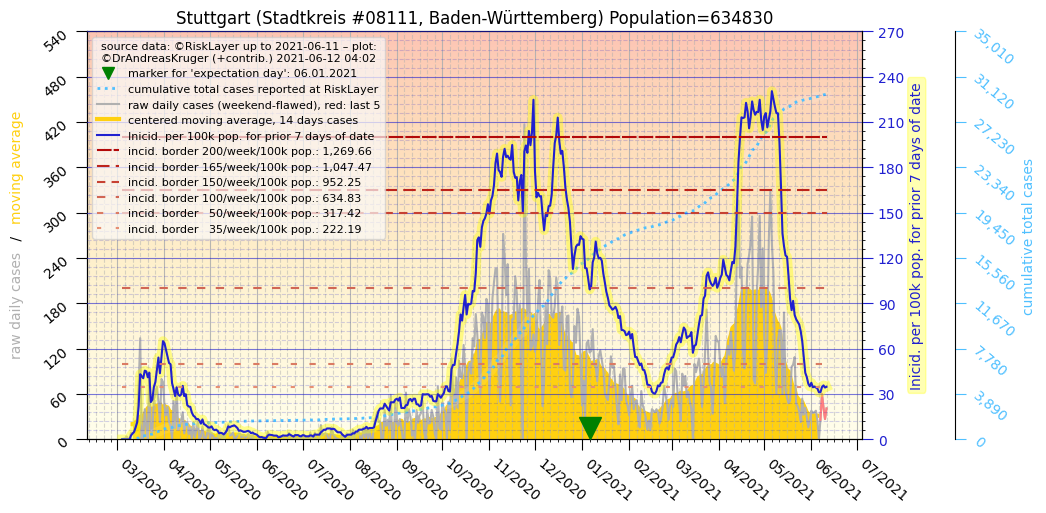 Stuttgart (Stadtkreis #08111, Baden-Württemberg) Population=634830
source data: ©RiskLayer up to 2021-06-11 – plot:
©DrAndreasKruger (+contrib.) 2021-06-12 04:02
marker for 'expectation day': 06.01.2021
cumulative total cases reported at RiskLayer
raw daily cases (weekend-flawed), red: last 5
centered moving average, 14 days cases
Inicid. per 100k pop. for prior 7 days of date
incid. border 200/week/100k pop.: 1,269.66
incid. border 165/week/100k pop.: 1,047.47
incid. border 150/week/100k pop.: 952.25
incid. border 100/week/100k pop.: 634.83
incid. border   50/week/100k pop.: 317.42
incid. border   35/week/100k pop.: 222.19
raw daily cases / moving average
540
480
420
360
300
240
180
120
60
0
270
240
210
180
150
120
90
60
30
0
Inicid. per 100k pop. for prior 7 days of date
35,010
31,120
27,230
23,340
19,450
15,560
11,670
7,780
3,890
0
cumulative total cases
03/2020
04/2020
05/2020
06/2020
07/2020
08/2020
09/2020
10/2020
11/2020
12/2020
01/2021
02/2021
03/2021
04/2021
05/2021
06/2021
07/2021